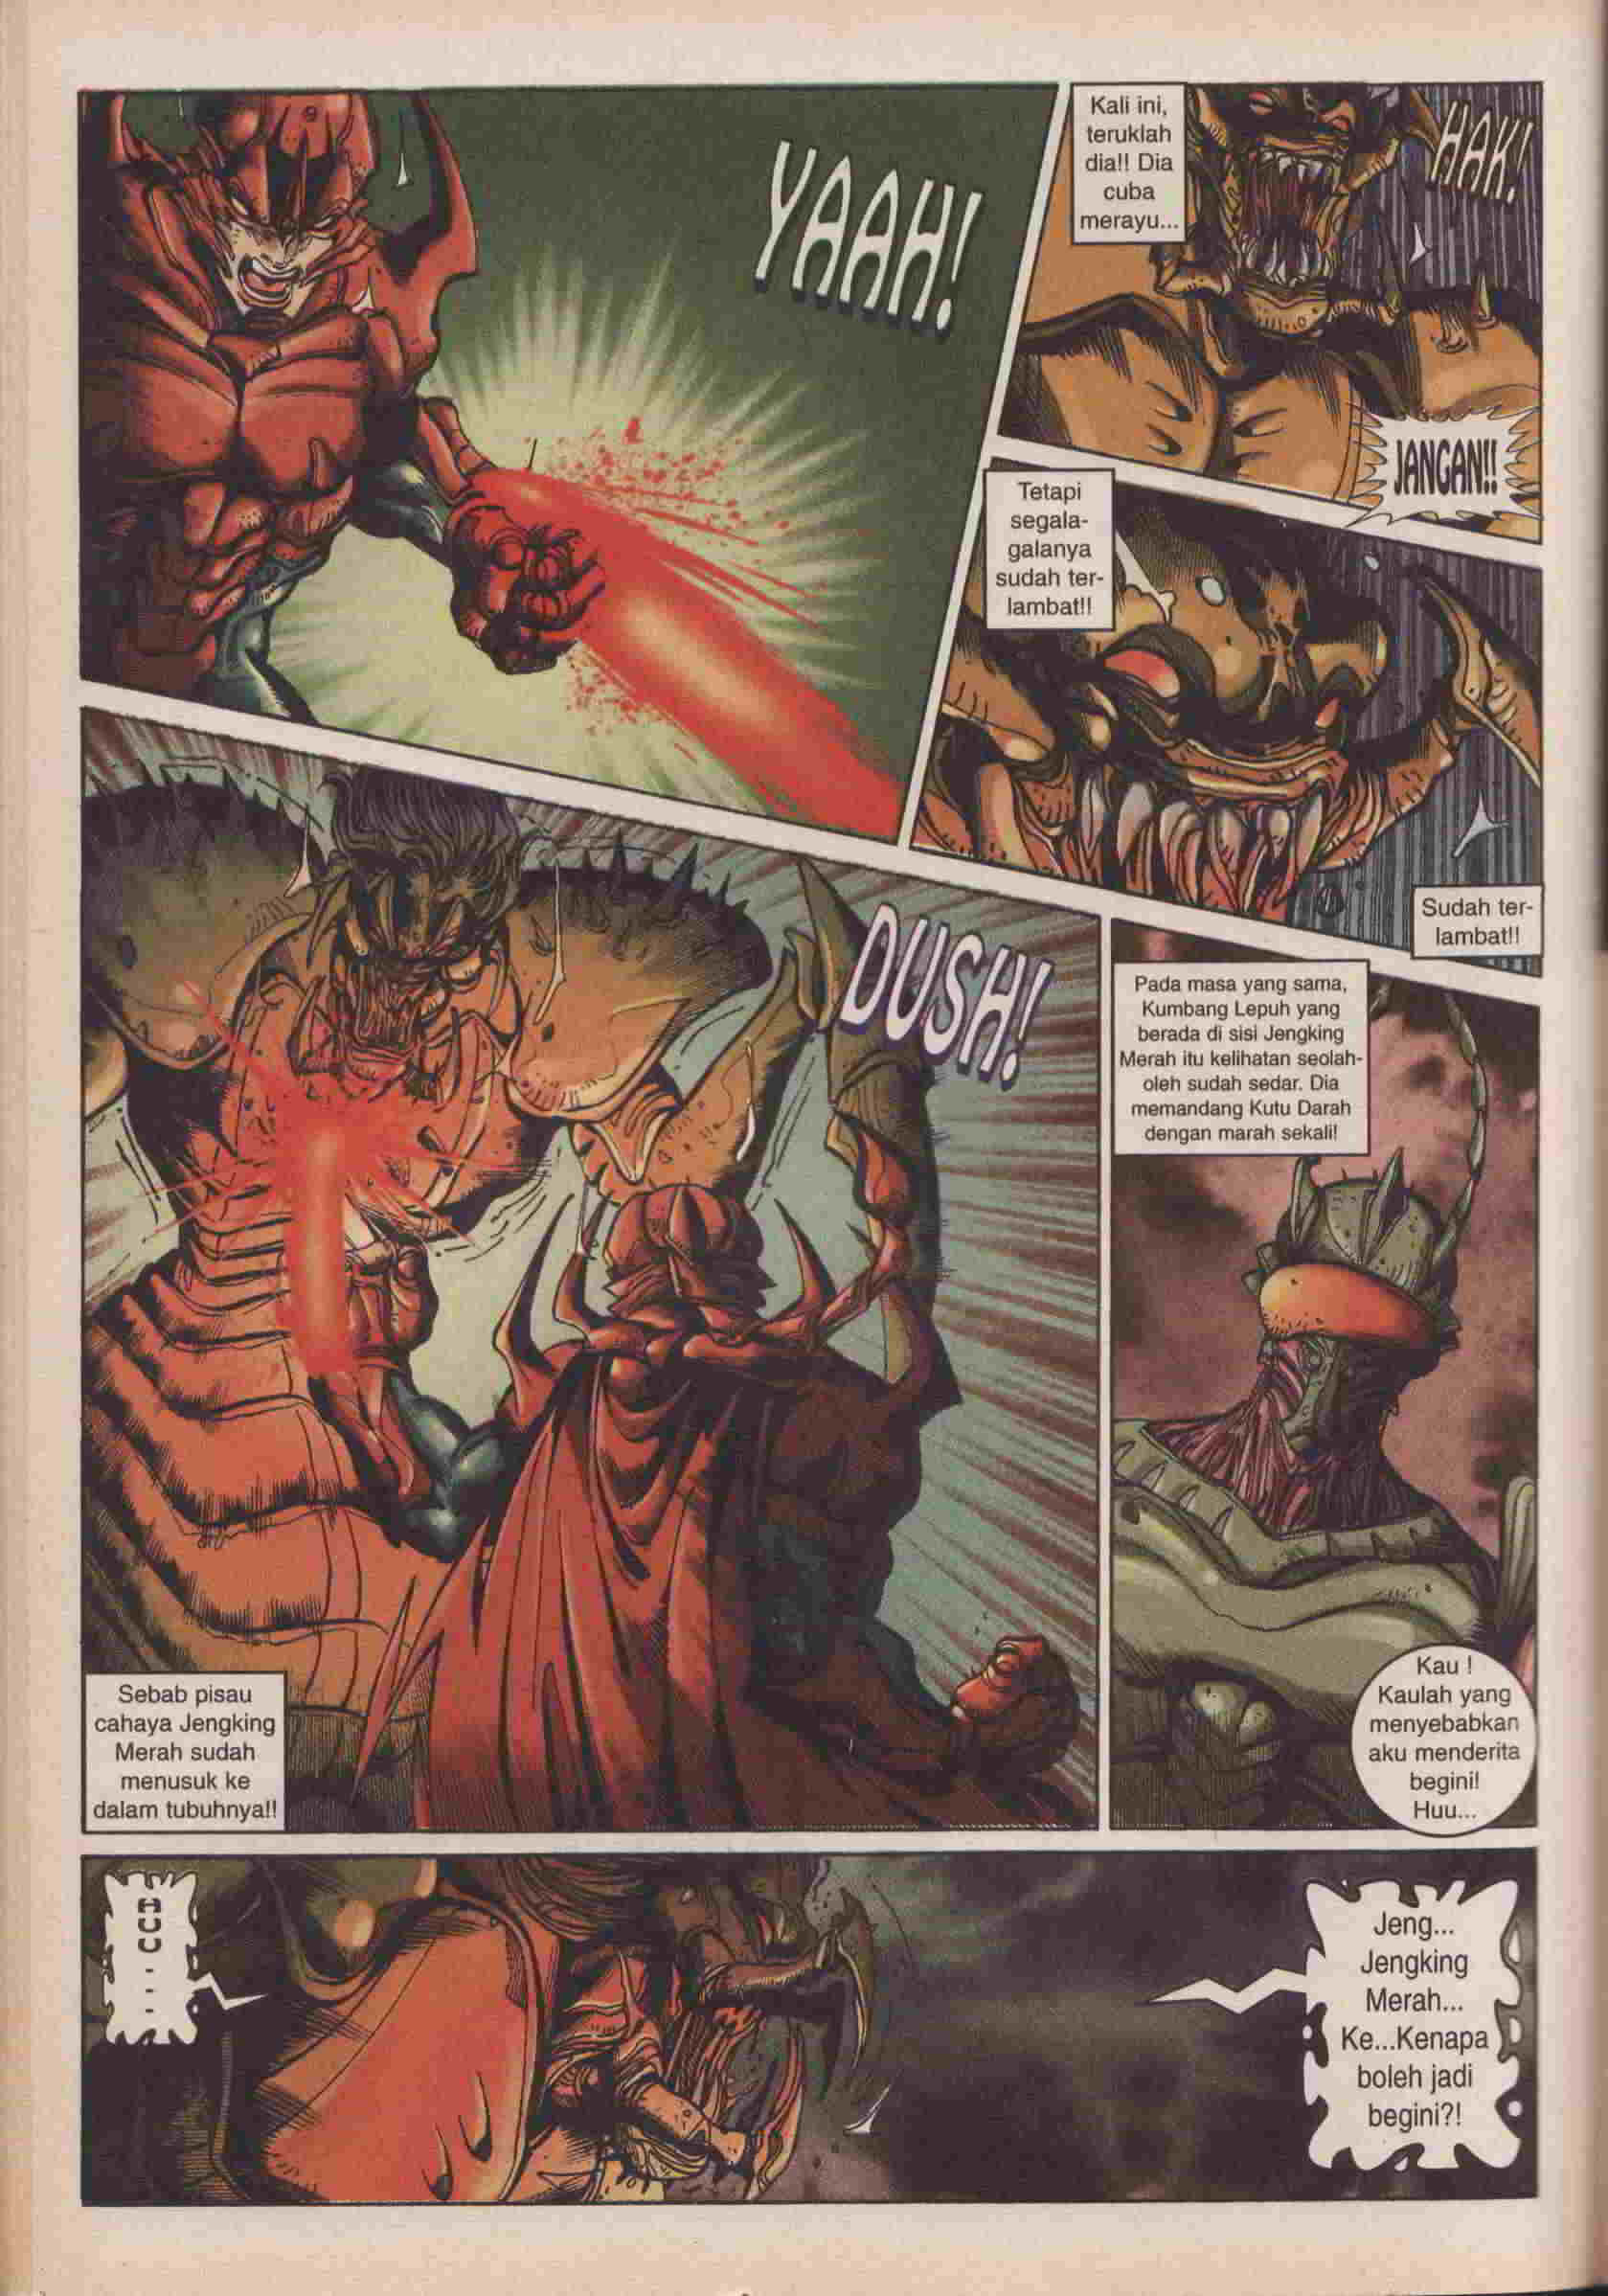 YAAH!
Kali ini,
teruklah
dia!! Dia
cuba
merayu...
HAK!
JANGAN!!
Tetapi
segala-
galanya
sudah ter-
lambat!!
Sudah ter-
lambat!!
DUSH!
Sebab pisau
cahaya Jengking
Merah sudah
menusuk ke
dalam tubuhnya!!
Pada masa yang sama,
Kumbang Lepuh yang
berada di sisi Jengking
Merah itu kelihatan seolah-
oleh sudah sedar. Dia
memandang Kutu Darah
dengan marah sekali!
Kau !
Kaulah yang
menyebabkan
aku menderita
begini!
Huu...
HUU...
Jeng...
Jengking
Merah...
Ke...Kenapa
boleh jadi
begini?!